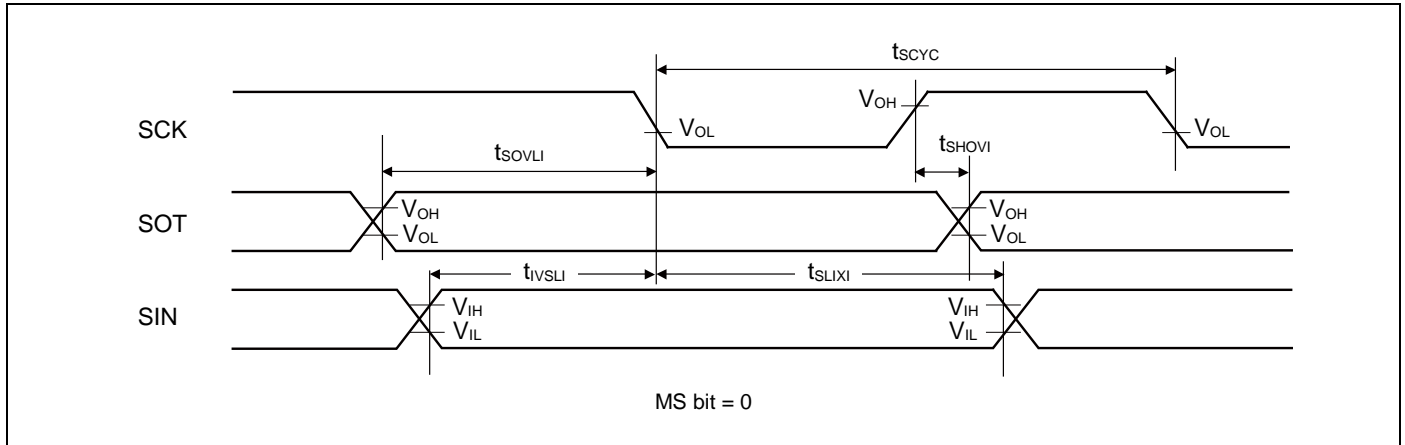 tSCYC
SCK
VOH
VOL
VOL
tSOVLI
tSHOVI
SOT
VOH
VOL
VOH
VOL
tIVSLI
tSLIXI
SIN
VIH
VIL
VIH
VIL
MS bit = 0